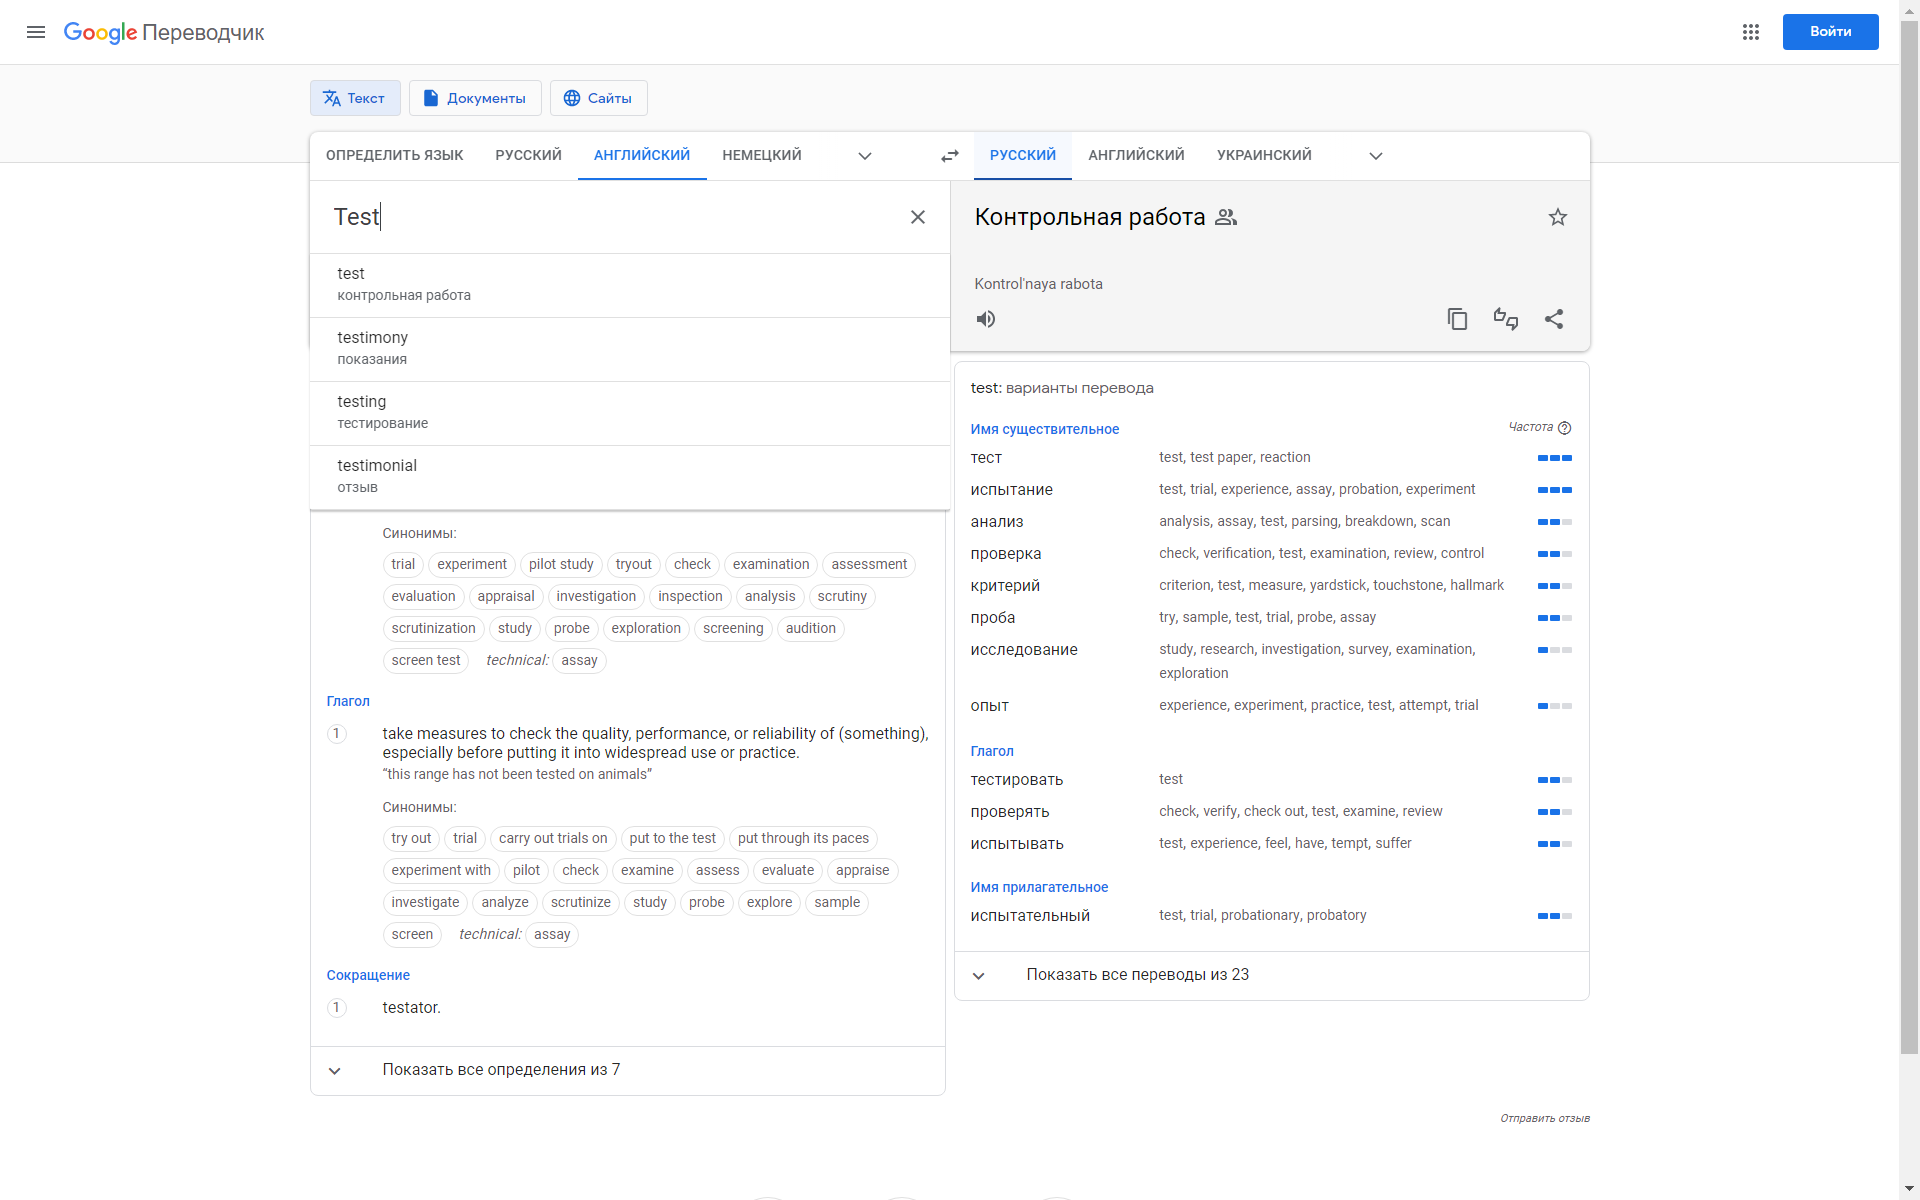 Google Переводчик
Войти
Текст
Документы
Сайты
ОПРЕДЕЛИТЬ ЯЗЫК РУССКИЙ АНГЛИЙСКИЙ НЕМЕЦКИЙ
РУССКИЙ АНГЛИЙСКИЙ УКРАИНСКИЙ
Test
test
контрольная работа
testimony
показания
testing
тестирование
testimonial
отзыв
Синонимы:
trial experiment pilot study tryout check examination assessment
evaluation appraisal investigation inspection analysis scrutiny
scrutinization study probe exploration screening audition
screen test technical: assay
Глагол
1 take measures to check the quality, performance, or reliability of (something),
especially before putting it into widespread use or practice.
“this range has not been tested on animals”
Синонимы:
try out trial carry out trials on put to the test put through its paces
experiment with pilot check examine assess evaluate appraise
investigate analyze scrutinize study probe explore sample
screen technical: assay
Сокращение
1 testator.
Показать все определения из 7
Контрольная работа
Kontrol'naya rabota
test: варианты перевода
Имя существительное Частота
тест test, test paper, reaction
испытание test, trial, experience, assay, probation, experiment
анализ analysis, assay, test, parsing, breakdown, scan
проверка check, verification, test, examination, review, control
критерий criterion, test, measure, yardstick, touchstone, hallmark
проба try, sample, test, trial, probe, assay
исследование study, research, investigation, survey, examination,
exploration
опыт experience, experiment, practice, test, attempt, trial
Глагол
тестировать test
проверять check, verify, check out, test, examine, review
испытывать test, experience, feel, have, tempt, suffer
Имя прилагательное
испытательный test, trial, probationary, probatory
Показать все переводы из 23
Отправить отзыв